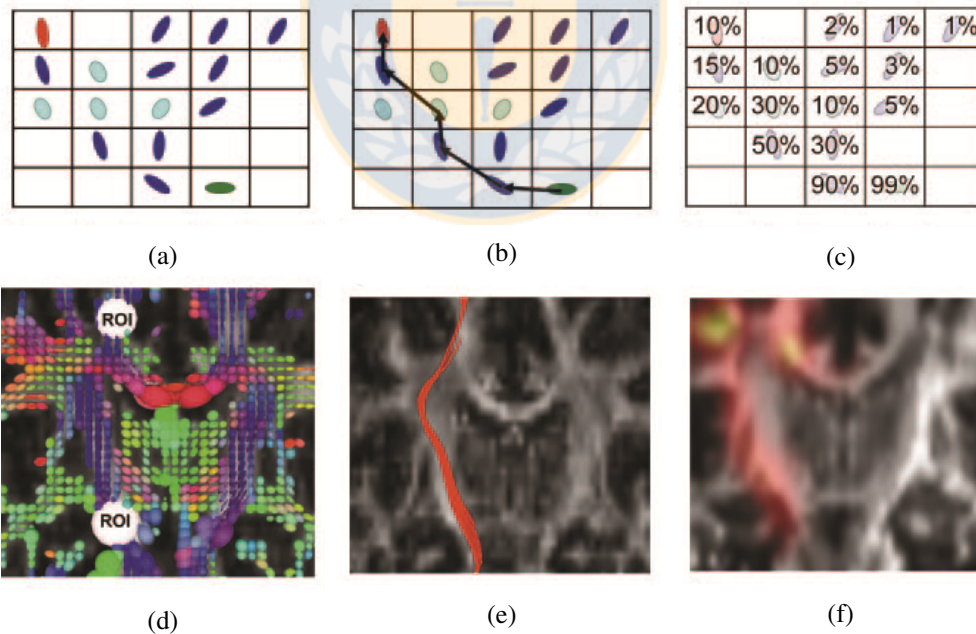 10% 2% 1% 1%
15% 10% 5% 3%
20% 30% 10% 5%
50% 30%
90% 99%
(a) (b) (c)
ROI
ROI
(d) (e) (f)